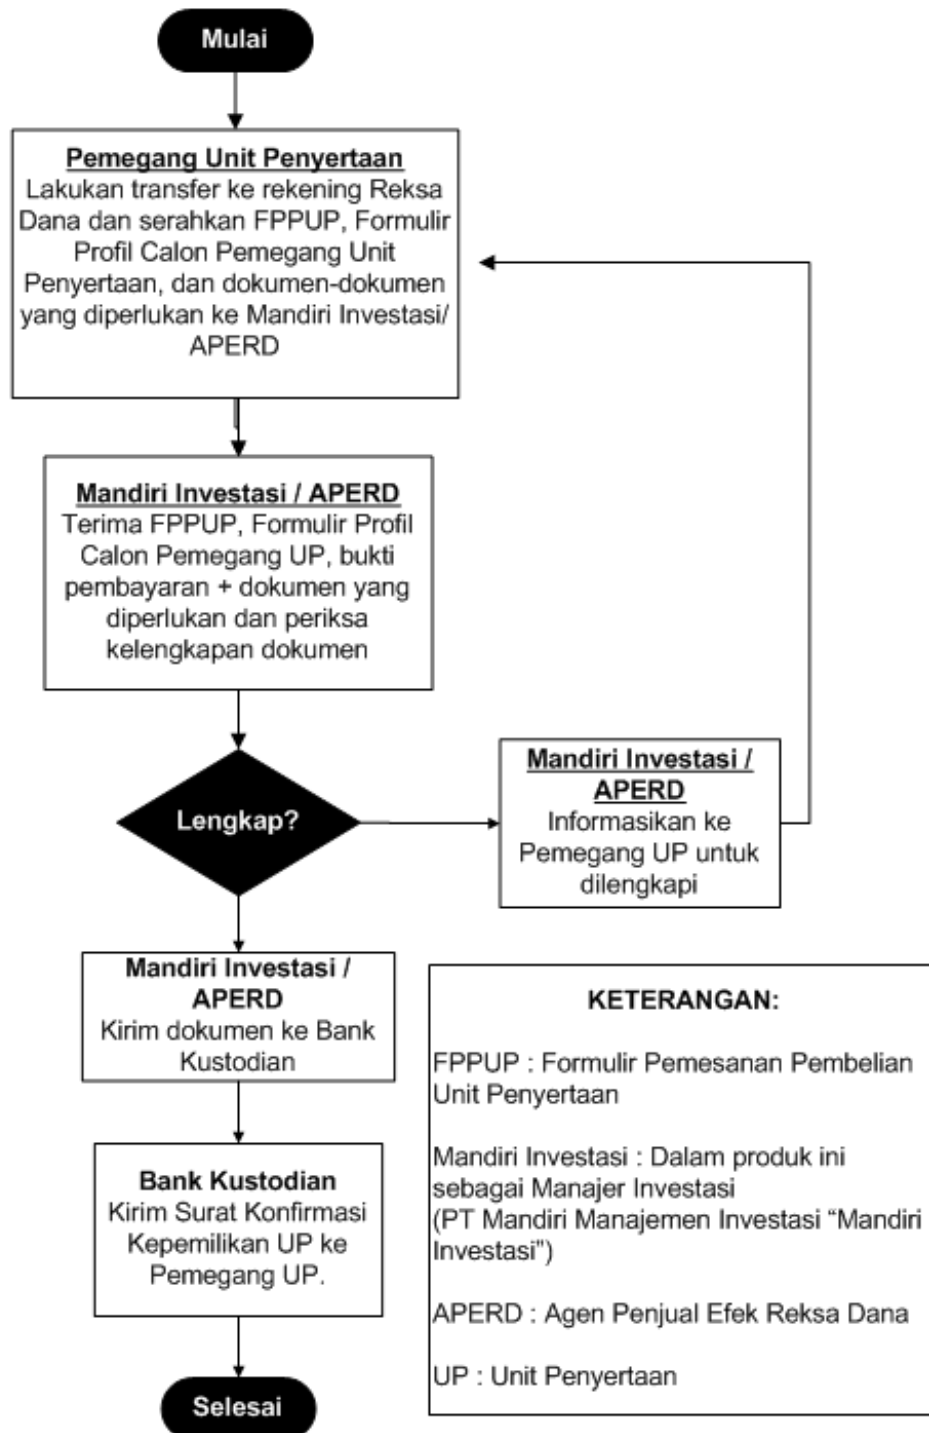 Mulai
Pemegang Unit Penyertaan
Lakukan transfer ke rekening Reksa
Dana dan serahkan FPPUP, Formulir
Profil Calon Pemegang Unit
Penyertaan, dan dokumen-dokumen
yang diperlukan ke Mandiri Investasi/
APERD
Mandiri Investasi / APERD
Terima FPPUP, Formulir Profil
Calon Pemegang UP, bukti
pembayaran + dokumen yang
diperlukan dan periksa
kelengkapan dokumen
Lengkap?
Mandiri Investasi /
APERD
Informasikan ke
Pemegang UP untuk
dilengkapi
Mandiri Investasi /
APERD
Kirim dokumen ke Bank
Kustodian
Bank Kustodian
Kirim Surat Konfirmasi
Kepemilikan UP ke
Pemegang UP.
Selesai
KETERANGAN:
FPPUP : Formulir Pemesanan Pembelian
Unit Penyertaan
Mandiri Investasi : Dalam produk ini
sebagai Manajer Investasi
(PT Mandiri Manajemen Investasi “Mandiri
Investasi”)
APERD : Agen Penjual Efek Reksa Dana
UP : Unit Penyertaan